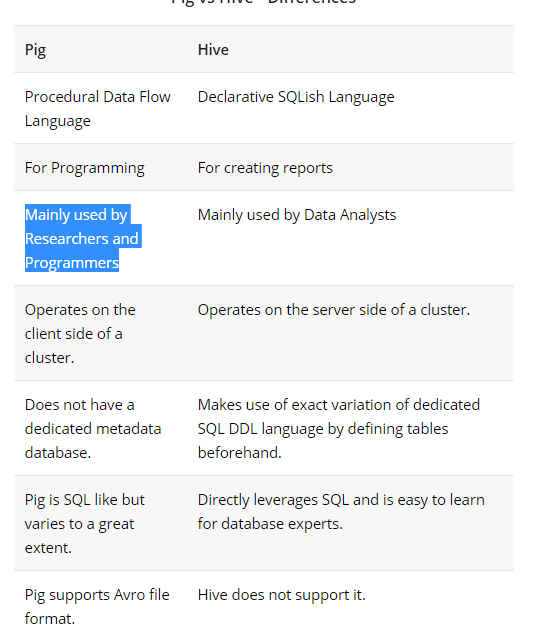 Pig vs Hive - Differences
Pig Hive
Procedural Data Flow Declarative SQLish Language
Language
For Programming For creating reports
Mainly used by Mainly used by Data Analysts
Researchers and
Programmers
Operates on the Operates on the server side of a cluster.
client side of a
cluster.
Does not have a Makes use of exact variation of dedicated
dedicated metadata SQL DDL language by defining tables
database. beforehand.
Pig is SQL like but Directly leverages SQL and is easy to learn
varies to a great for database experts.
extent.
Pig supports Avro file Hive does not support it.
format.